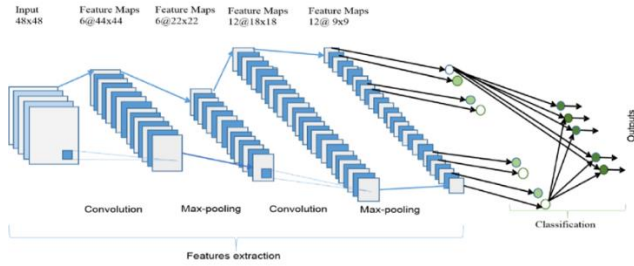 Input
48x48
Feature Maps
6@44x44
Feature Maps
6@22x22
Feature Maps
12@18x18
Feature Maps
12@ 9x9
Outputs
Convolution
Max-pooling
Convolution
Max-pooling
Classification
Features extraction